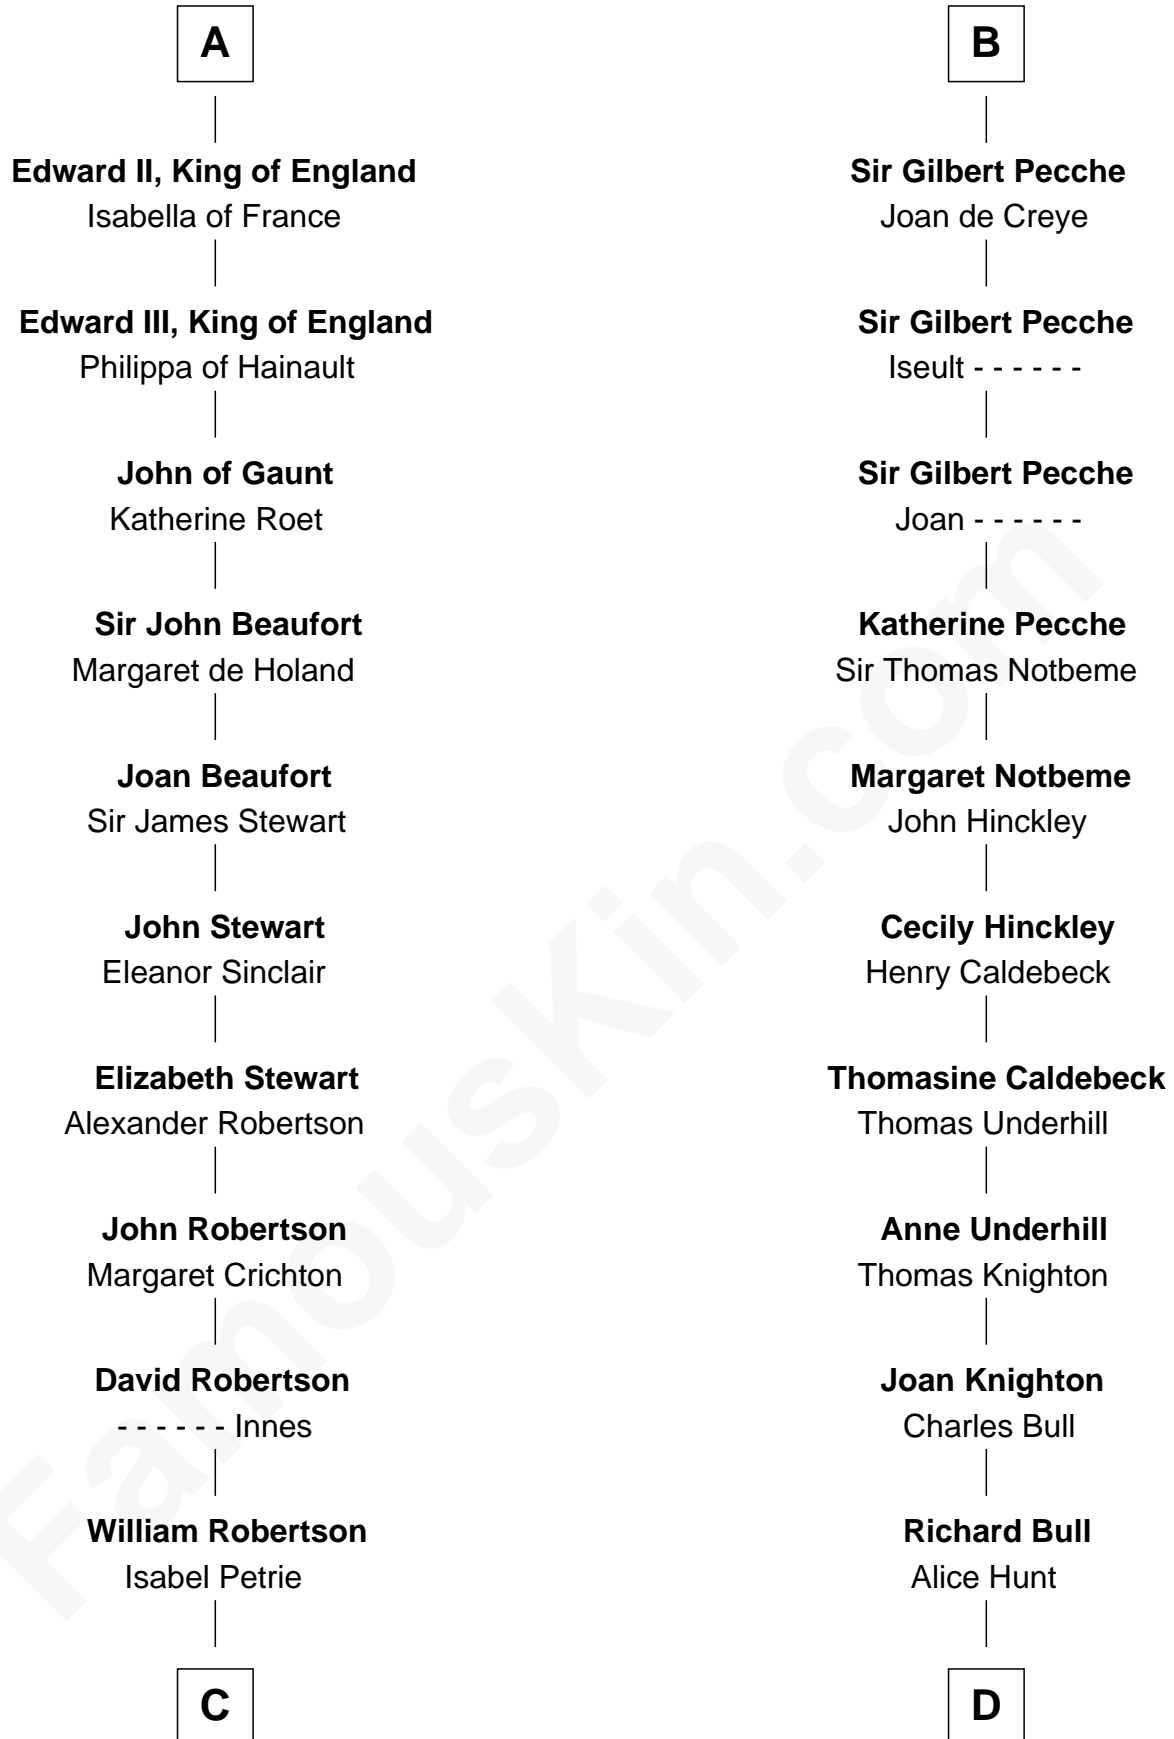 A
Edward II, King of England
Isabella of France
Edward III, King of England
Philippa of Hainault
John of Gaunt
Katherine Roet
Sir John Beaufort
Margaret de Holand
Joan Beaufort
Sir James Stewart
John Stewart
Eleanor Sinclair
Elizabeth Stewart
Alexander Robertson
John Robertson
Margaret Crichton
David Robertson
- - - - - - Innes
William Robertson
Isabel Petrie
C
B
Sir Gilbert Pecche
Joan de Creye
Sir Gilbert Pecche
Iseult - - - - - -
Sir Gilbert Pecche
Joan - - - - - -
Katherine Pecche
Sir Thomas Notbeme
Margaret Notbeme
John Hinckley
Cecily Hinckley
Henry Caldebeck
Thomasine Caldebeck
Thomas Underhill
Anne Underhill
Thomas Knighton
Joan Knighton
Charles Bull
Richard Bull
Alice Hunt
D
FamousKin.com